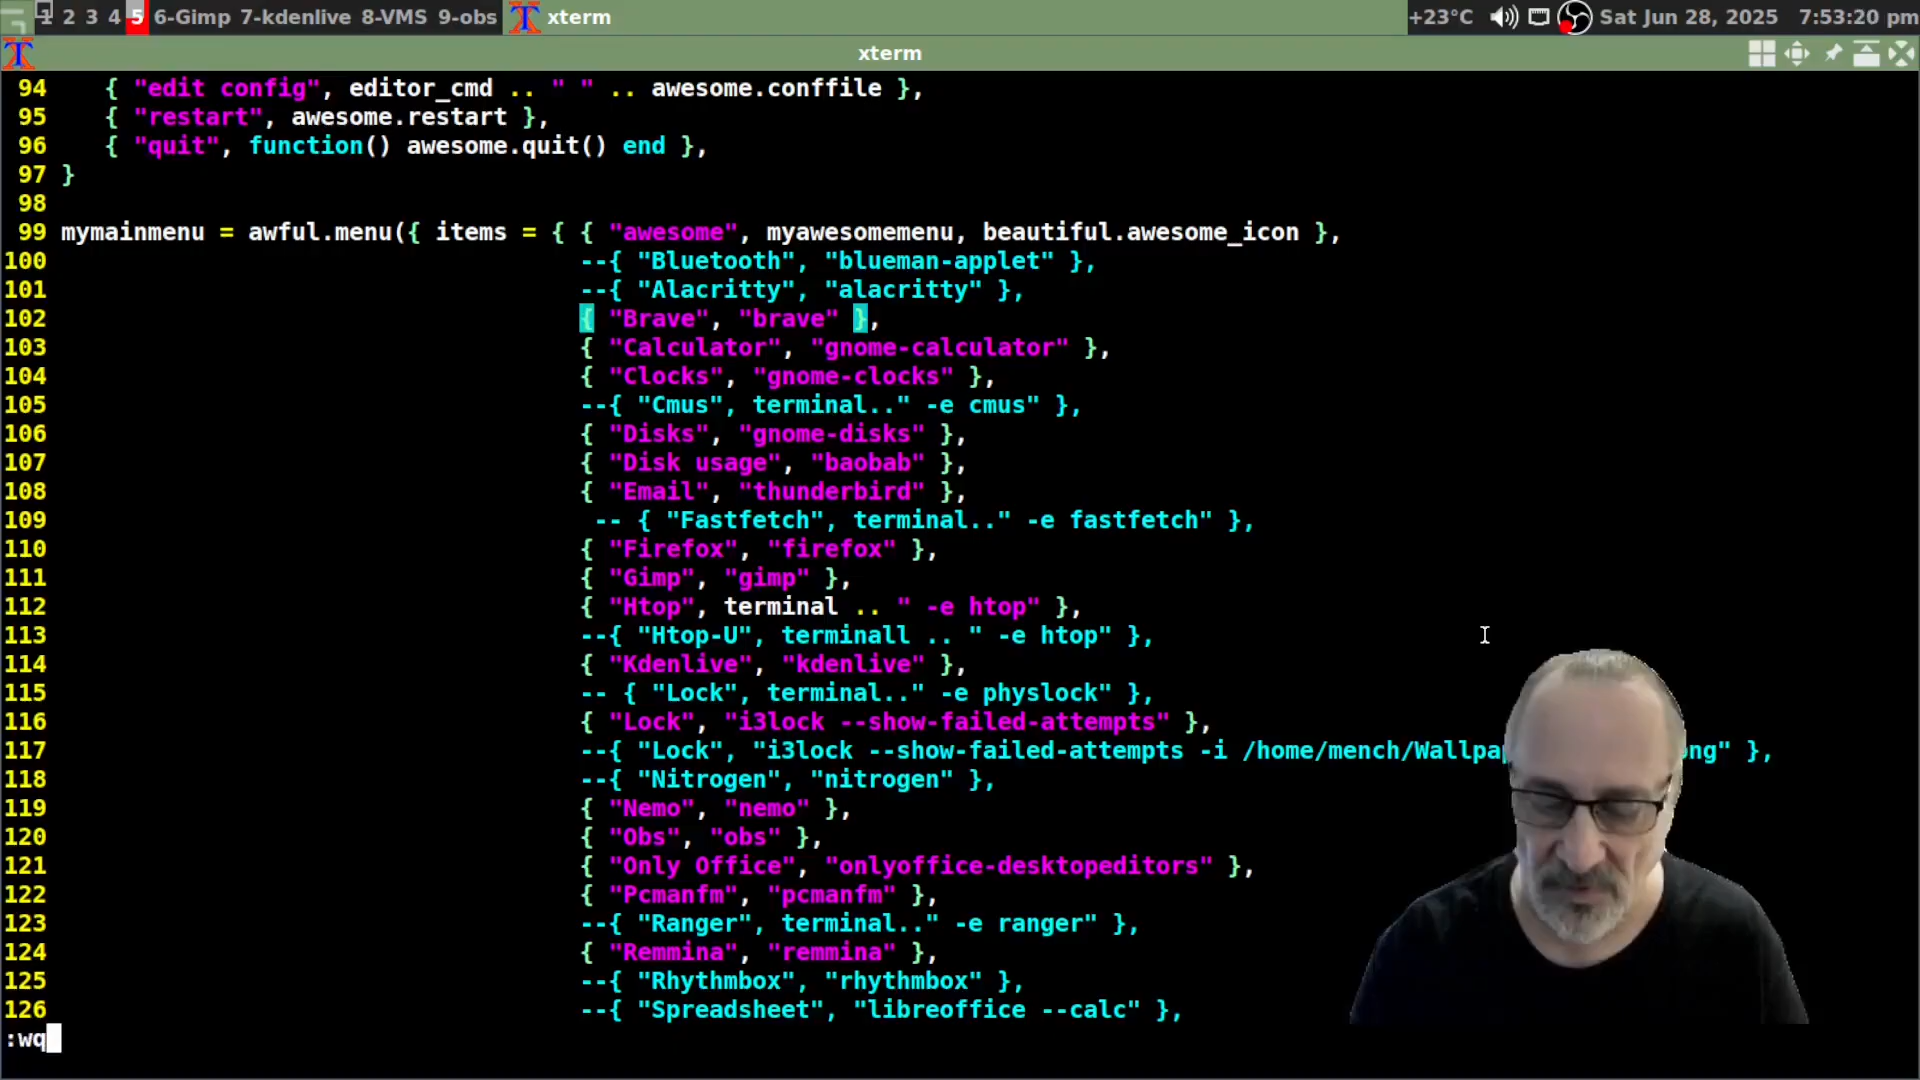 1 2 3 4 5 6-Gimp 7-kdenlive 8-VMS 9-obs xterm +23°C Sat Jun 28, 2025 7:53:20 pm
xterm
94 { "edit config", editor_cmd .. " " .. awesome.conffile },
95 { "restart", awesome.restart },
96 { "quit", function() awesome.quit() end },
97 }
98
99 mymainmenu = awful.menu({ items = { { "awesome", myawesomemenu, beautiful.awesome_icon },
100 --{ "Bluetooth", "blueman-applet" },
101 --{ "Alacritty", "alacritty" },
102 { "Brave", "brave" },
103 { "Calculator", "gnome-calculator" },
104 { "Clocks", "gnome-clocks" },
105 --{ "Cmus", terminal.." -e cmus" },
106 { "Disks", "gnome-disks" },
107 { "Disk usage", "baobab" },
108 { "Email", "thunderbird" },
109 -- { "Fastfetch", terminal.." -e fastfetch" },
110 { "Firefox", "firefox" },
111 { "Gimp", "gimp" },
112 { "Htop", terminal .. " -e htop" },
113 --{ "Htop-U", terminall .. " -e htop" },
114 { "Kdenlive", "kdenlive" },
115 -- { "Lock", terminal.." -e physlock" },
116 { "Lock", "i3lock --show-failed-attempts" },
117 --{ "Lock", "i3lock --show-failed-attempts -i /home/mench/ },
118 --{ "Nitrogen", "nitrogen" },
119 { "Nemo", "nemo" },
120 { "Obs", "obs" },
121 { "Only Office", "onlyoffice-desktopeditors" },
122 { "Pcmanfm", "pcmanfm" },
123 --{ "Ranger", terminal.." -e ranger" },
124 { "Remmina", "remmina" },
125 --{ "Rhythmbox", "rhythmbox" },
126 --{ "Spreadsheet", "libreoffice --calc" },
:wq